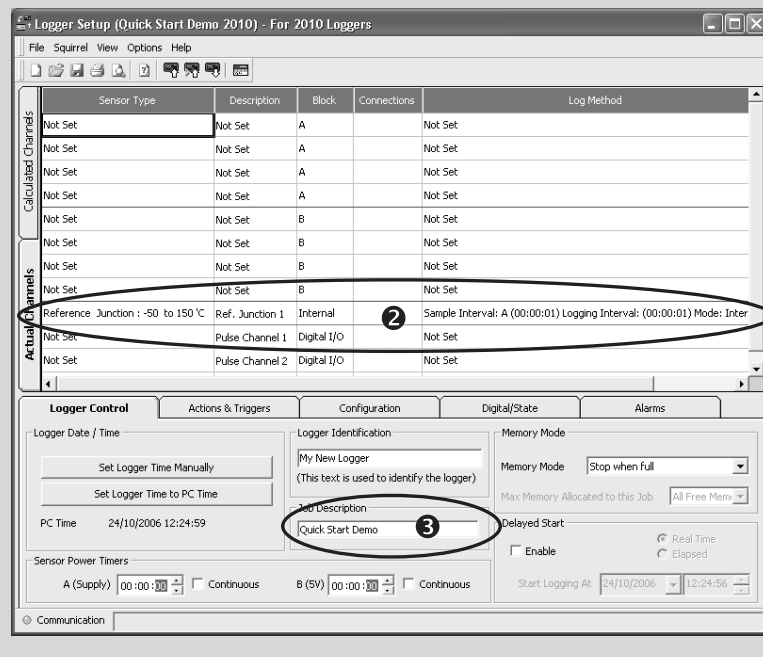 Logger Setup (Quick Start Demo 2010) - For 2010 Loggers
File Squirrel View Options Help
Calculated Channels
Actual Channels
Sensor Type Description Block Connections Log Method
Not Set Not Set A Not Set
Not Set Not Set A Not Set
Not Set Not Set A Not Set
Not Set Not Set A Not Set
Not Set Not Set B Not Set
Not Set Not Set B Not Set
Not Set Not Set B Not Set
Not Set Not Set B Not Set
Reference Junction : -50 to 150 °C Ref. Junction 1 Internal ❷ Sample Interval: A (00:00:01) Logging Interval: (00:00:01) Mode: Inter
Not Set Pulse Channel 1 Digital I/O Not Set
Not Set Pulse Channel 2 Digital I/O Not Set
Logger Control Actions & Triggers Configuration Digital/State Alarms
Logger Date / Time
Set Logger Time Manually
Set Logger Time to PC Time
PC Time 24/10/2006 12:24:59
Logger Identification
My New Logger
(This text is used to identify the logger)
Job Description
Quick Start Demo ❸
Memory Mode
Memory Mode Stop when full
Max Memory Allocated to this Job All Free Mem
Delayed Start
Enable
Real Time
Elapsed
Start Logging At 24/10/2006 12:24:56
Sensor Power Timers
A (Supply) 00:00:00 Continuous B (5V) 00:00:00 Continuous
Communication